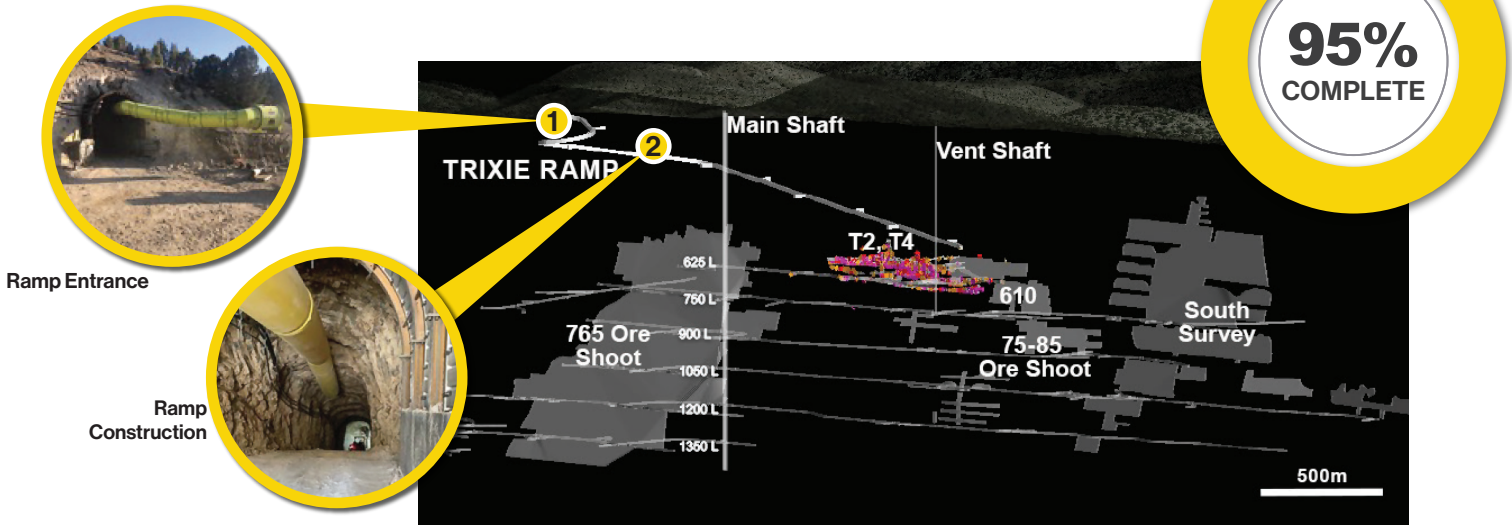 95%
COMPLETE
1
Main Shaft
2
Vent Shaft
TRIXIE RAMP
T2, T4
Ramp Entrance
625 L
610
750 L
South
Survey
765 Ore
Shoot
900 L
75-85
Ore Shoot
1050 L
Ramp
Construction
1200 L
1350 L
500m